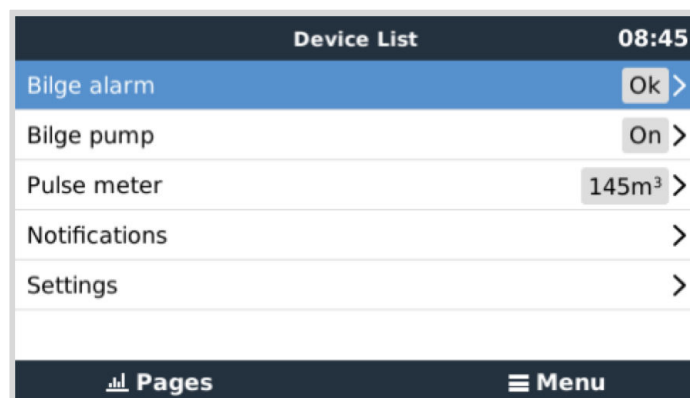 Device List 08:45
Bilge alarm Ok
Bilge pump On
Pulse meter 145m³
Notifications
Settings
Pages Menu